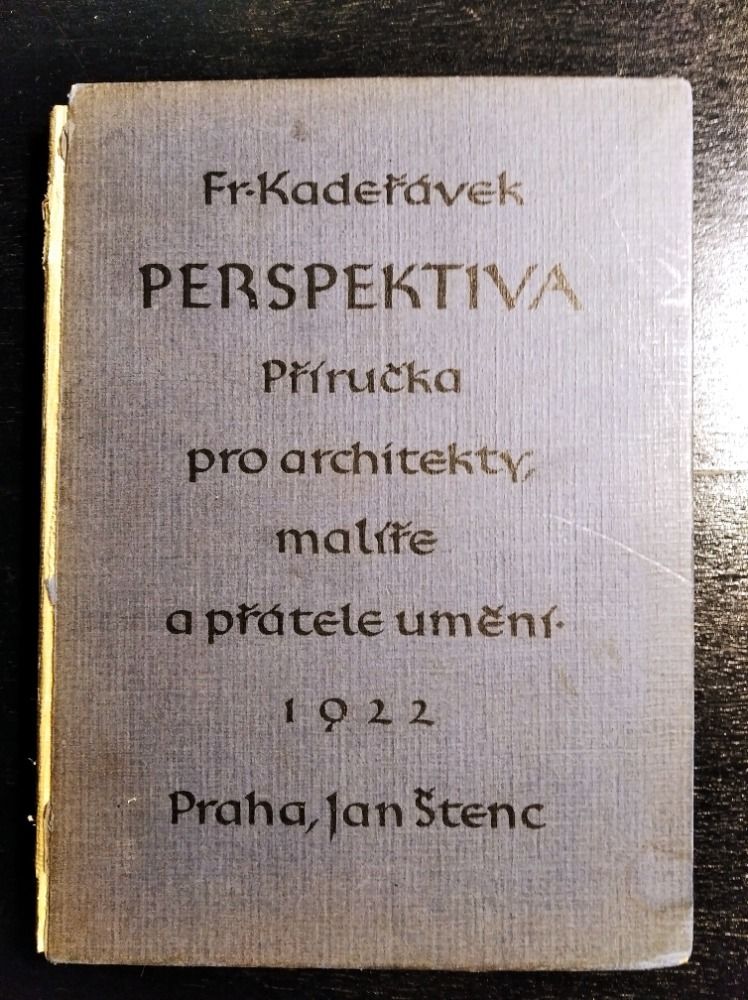 Fr·Kadeřávek
PERSPEKTIVA
Příručka
pro architekty,
malíře
a přátele umění·
1922
Praha, Jan Štenc